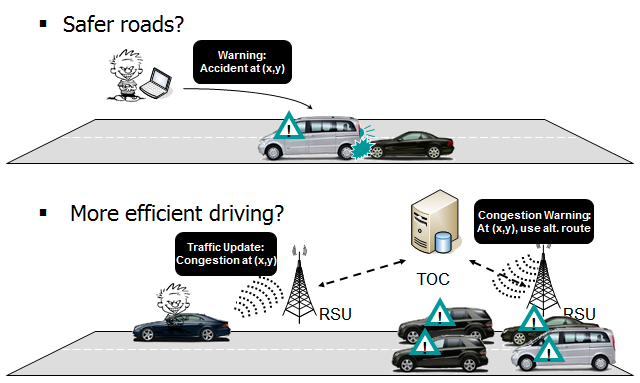 ▪ Safer roads?
Warning:
Accident at (x,y)
!
▪ More efficient driving?
Traffic Update:
Congestion at (x,y)
Congestion Warning:
At (x,y), use alt. route
TOC
RSU
RSU
!
!
!
!